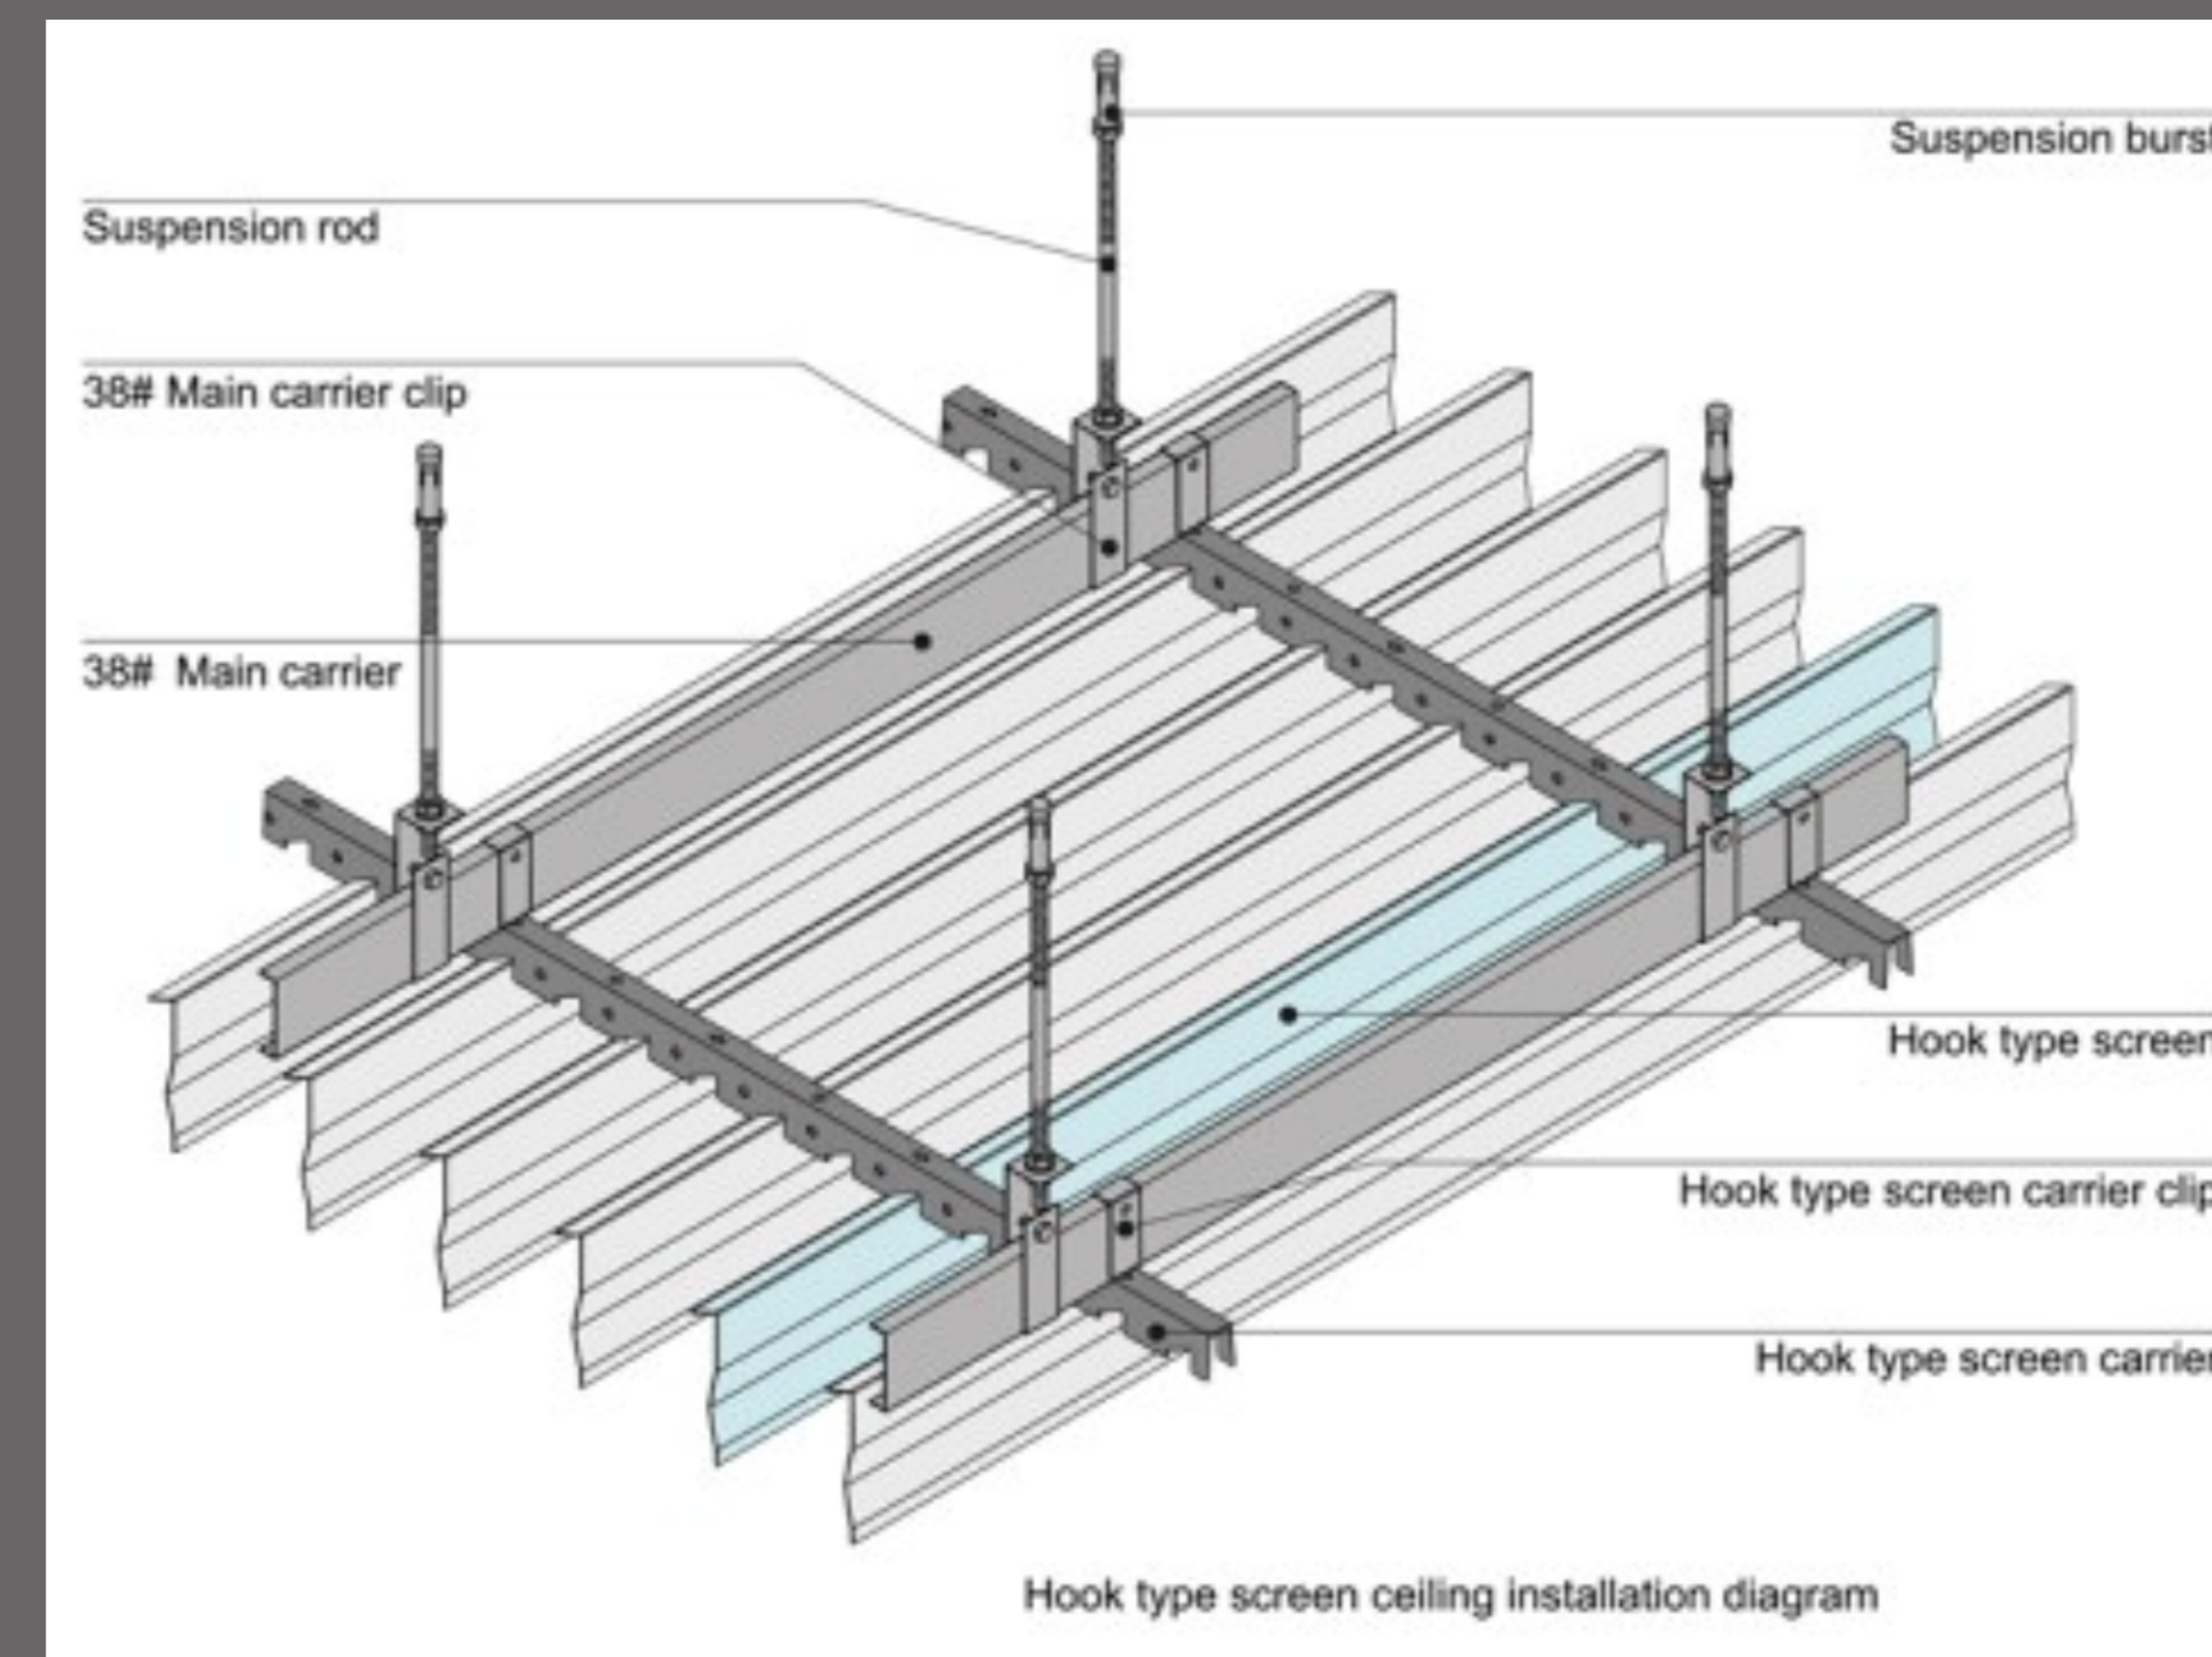 Suspension burst
Suspension rod
38# Main carrier clip
38# Main carrier
Hook type screen
Hook type screen carrier clip
Hook type screen carrier
Hook type screen ceiling installation diagram